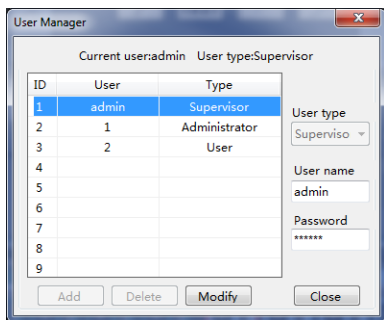 User Manager
Current user:admin User type:Supervisor
ID User Type
1 admin Supervisor
2 1 Administrator
3 2 User
4
5
6
7
8
9
User type
Superviso
User name
admin
Password
******
Add Delete Modify Close